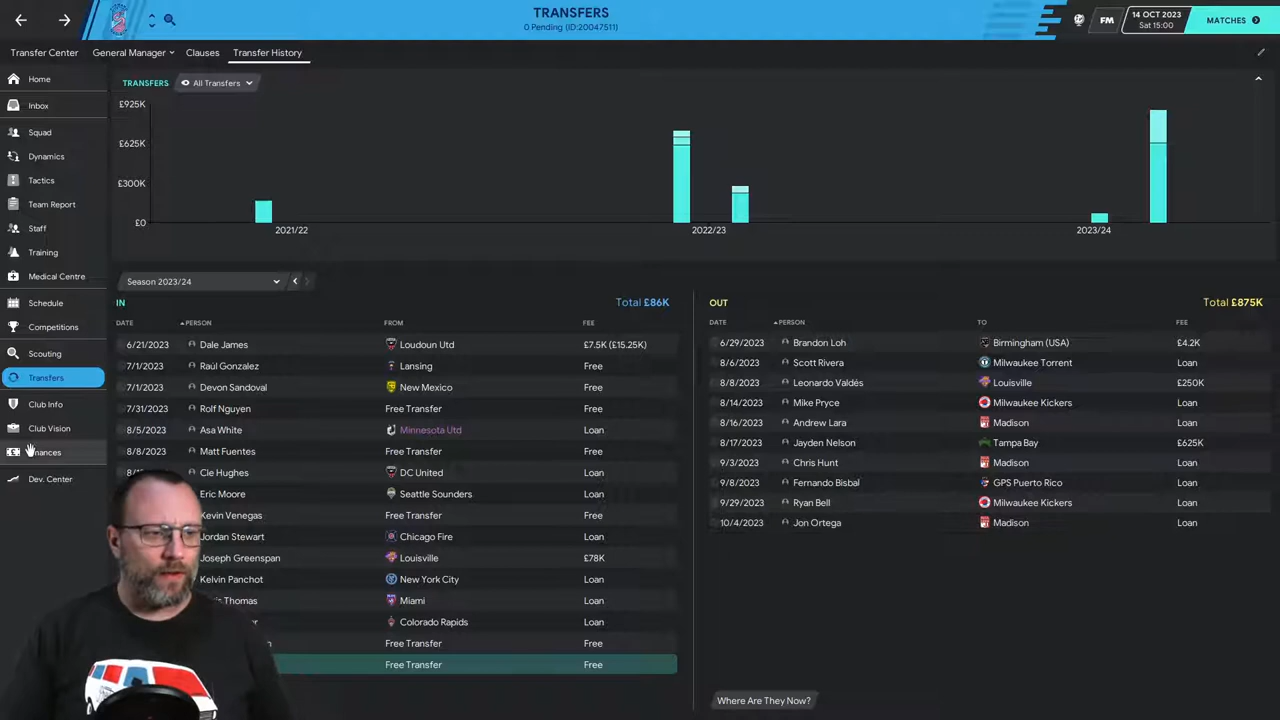 TRANSFERS
0 Pending (ID:20047511)
FM
14 OCT 2023
Sat 15:00
MATCHES
Transfer Center
General Manager
Clauses
Transfer History
Home
Inbox
Squad
Dynamics
Tactics
Team Report
Staff
Training
Medical Centre
Schedule
Competitions
Scouting
Transfers
Club Info
Club Vision
Dev. Center
TRANSFERS
All Transfers
£925K
£625K
£300K
£0
2021/22
2022/23
2023/24
Season 2023/24
IN
Total £86K
DATE PERSON FROM FEE
6/21/2023 Dale James Loudoun Utd £7.5K (£15.25K)
7/1/2023 Raúl Gonzalez Lansing Free
7/1/2023 Devon Sandoval New Mexico Free
7/31/2023 Rolf Nguyen Free Transfer Free
8/5/2023 Asa White Minnesota Utd Loan
8/8/2023 Matt Fuentes Free Transfer Free
Cle Hughes DC United Loan
Eric Moore Seattle Sounders Loan
Kevin Venegas Free Transfer Free
Jordan Stewart Chicago Fire Loan
Joseph Greenspan Louisville £78K
Kelvin Panchot New York City Loan
Thomas Miami Loan
Colorado Rapids Loan
Free Transfer Free
Free Transfer Free
OUT
Total £875K
DATE PERSON TO FEE
6/29/2023 Brandon Loh Birmingham (USA) £4.2K
8/6/2023 Scott Rivera Milwaukee Torrent Loan
8/8/2023 Leonardo Valdés Louisville £250K
8/14/2023 Mike Pryce Milwaukee Kickers Loan
8/16/2023 Andrew Lara Madison Loan
8/17/2023 Jayden Nelson Tampa Bay £625K
9/3/2023 Chris Hunt Madison Loan
9/8/2023 Fernando Bisbal GPS Puerto Rico Loan
9/29/2023 Ryan Bell Milwaukee Kickers Loan
10/4/2023 Jon Ortega Madison Loan
Where Are They Now?